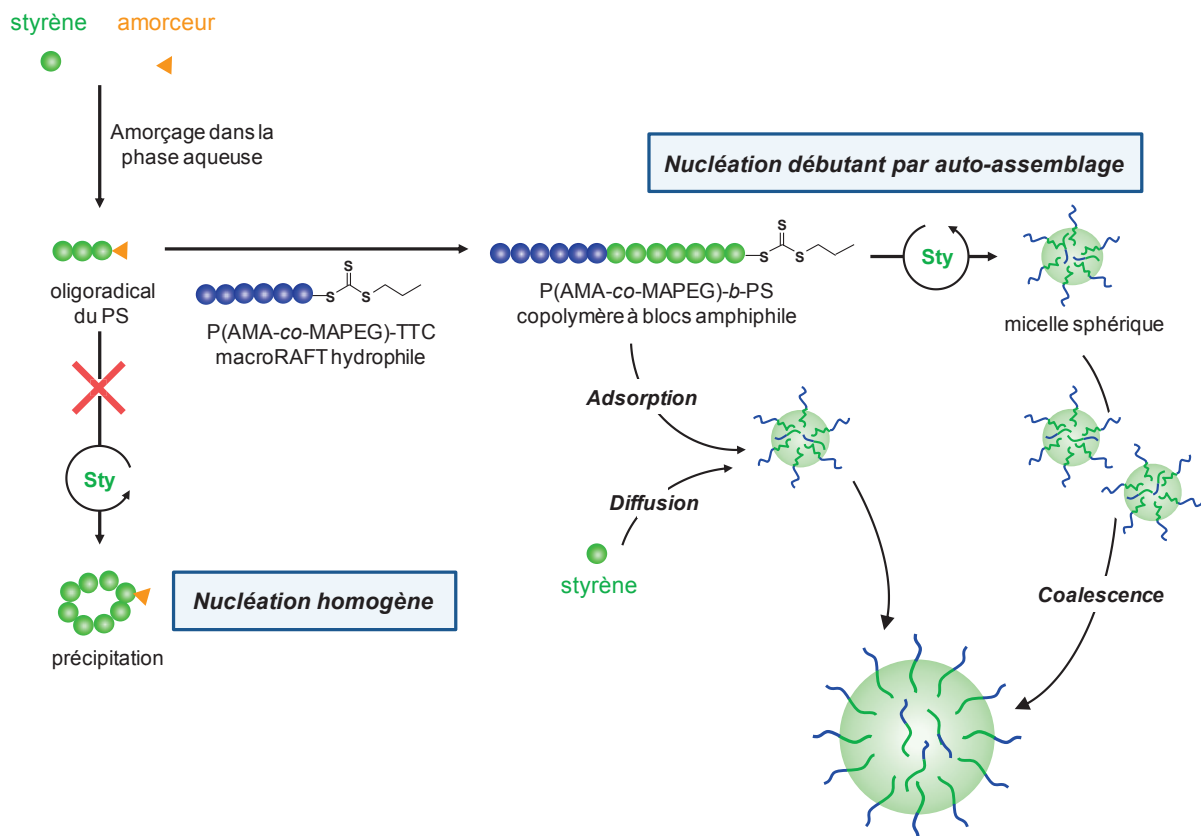 styrène
amorceur
Amorçage dans la
phase aqueuse
Nucléation débutant par auto-assemblage
oligoradical
du PS
S
S
S
P(AMA-co-MAPEG)-TTC
macroRAFT hydrophile
S
S
S
P(AMA-co-MAPEG)-b-PS
copolymère à blocs amphiphile
Sty
micelle sphérique
Adsorption
Diffusion
styrène
Coalescence
Sty
précipitation
Nucléation homogène